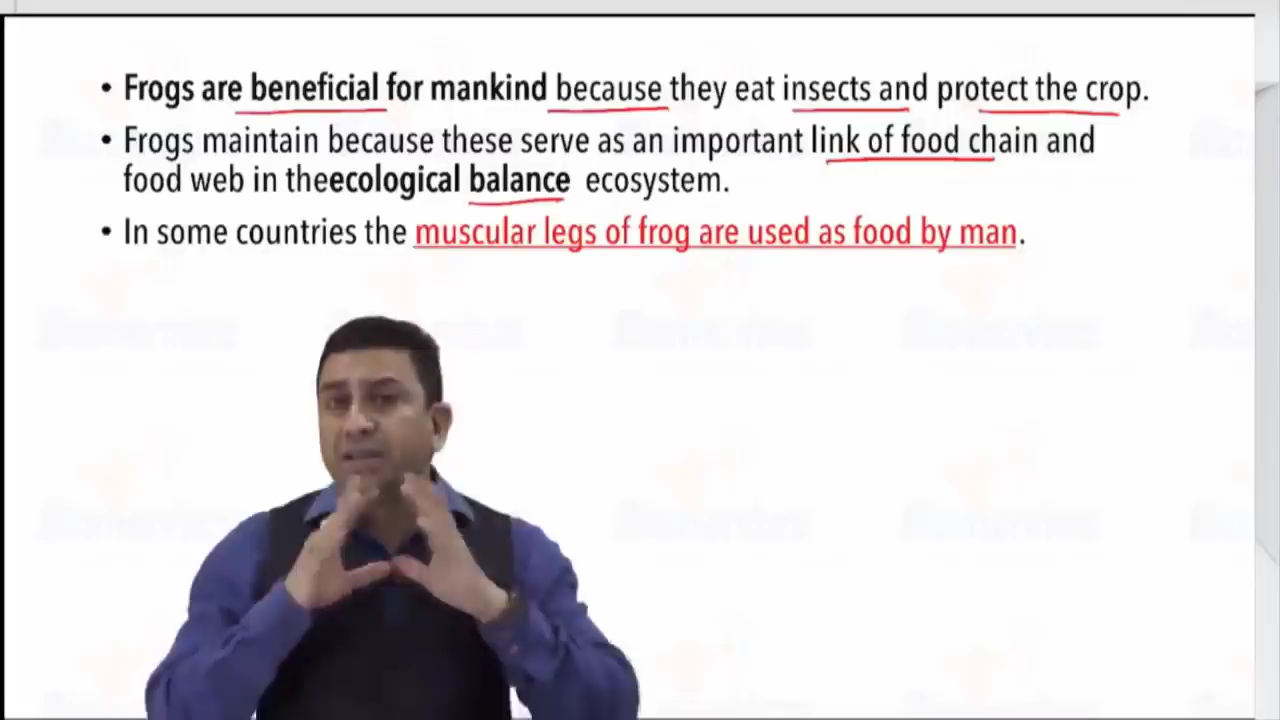 • Frogs are beneficial for mankind because they eat insects and protect the crop.
• Frogs maintain because these serve as an important link of food chain and
food web in theecological balance ecosystem.
• In some countries the muscular legs of frog are used as food by man.